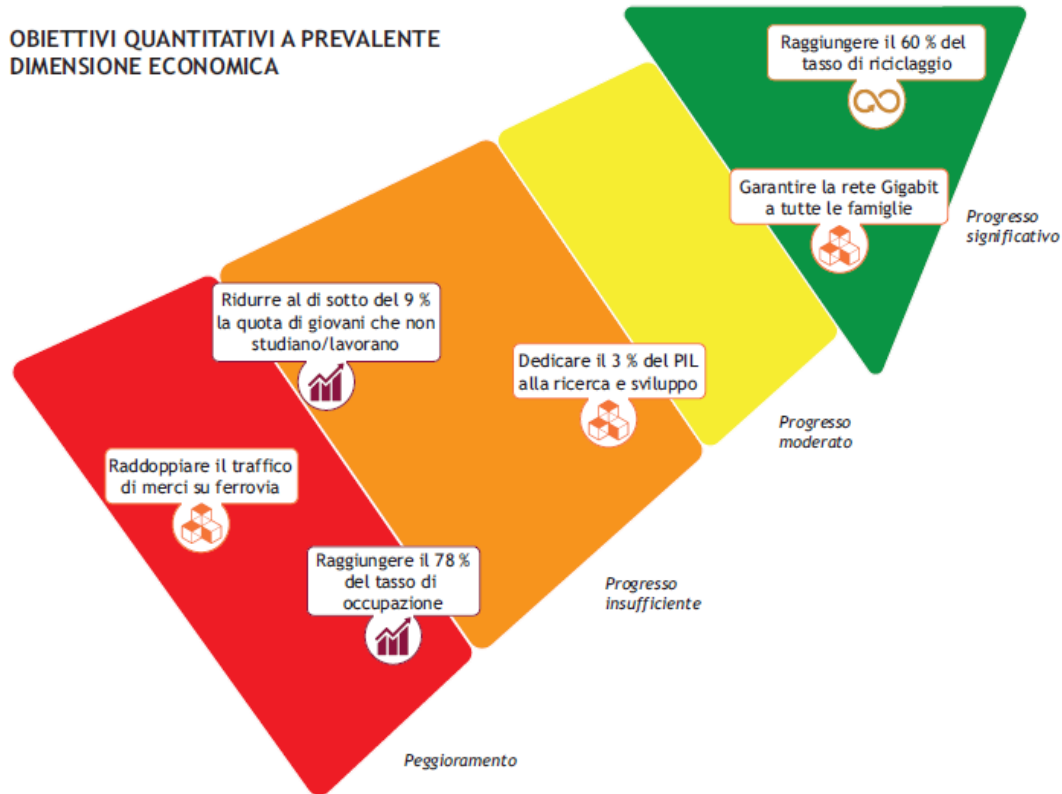 OBIETTIVI QUANTITATIVI A PREVALENTE
DIMENSIONE ECONOMICA
Raggiungere il 60 % del
tasso di riciclaggio
Garantire la rete Gigabit
a tutte le famiglie
Progresso
significativo
Ridurre al di sotto del 9 %
la quota di giovani che non
studiano/lavorano
Dedicare il 3 % del PIL
alla ricerca e sviluppo
Progresso
moderato
Raddoppiare il traffico
di merci su ferrovia
Raggiungere il 78 %
del tasso di
occupazione
Progresso
insufficiente
Peggioramento